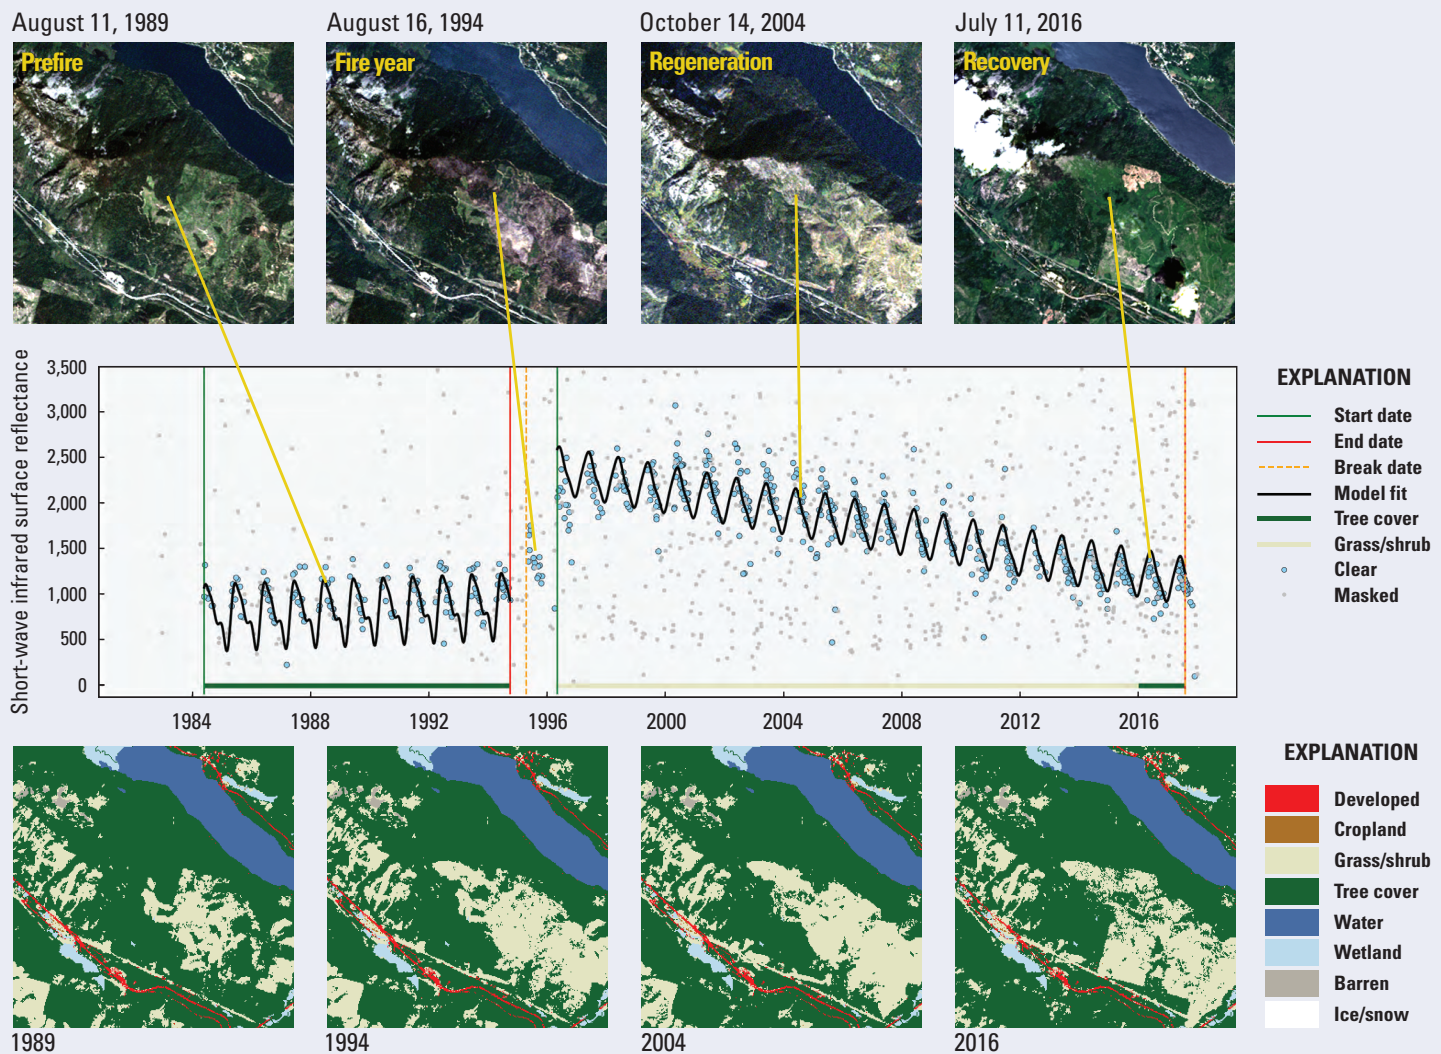 August 11, 1989
August 16, 1994
October 14, 2004
July 11, 2016
Prefire
Fire year
Regeneration
Recovery
Short-wave infrared surface reflectance
3,500
3,000
2,500
2,000
1,500
1,000
500
0
1984
1988
1992
1996
2000
2004
2008
2012
2016
EXPLANATION
Start date
End date
Break date
Model fit
Tree cover
Grass/shrub
Clear
Masked
EXPLANATION
Developed
Cropland
Grass/shrub
Tree cover
Water
Wetland
Barren
Ice/snow
1989
1994
2004
2016